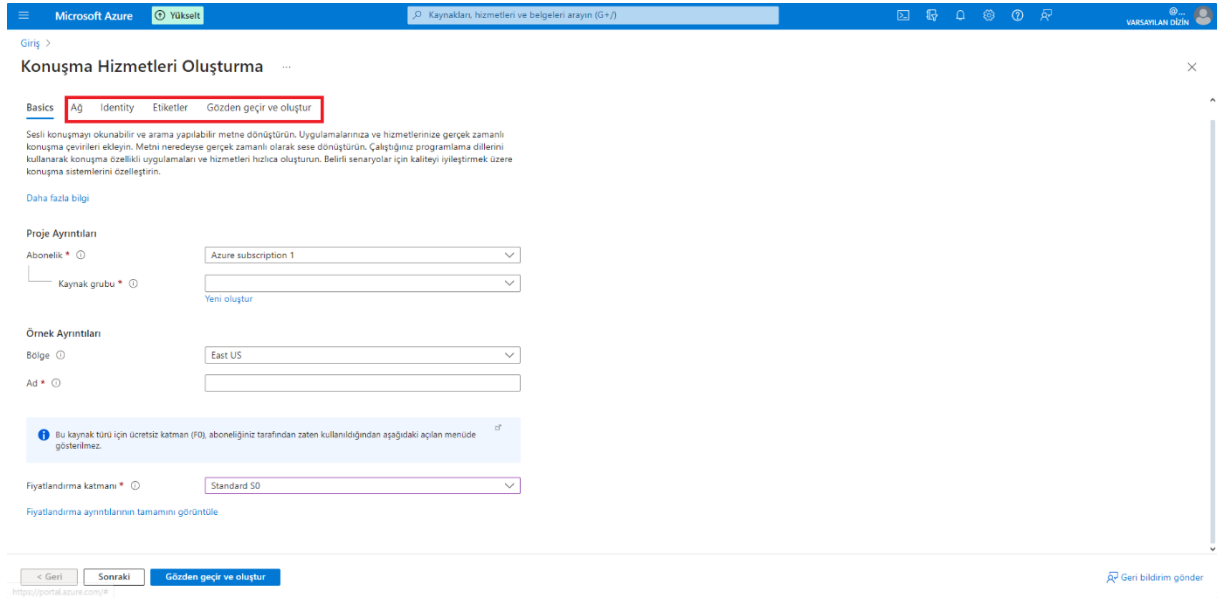 Microsoft Azure
Yükselt
Kaynakları, hizmetleri ve belgeleri arayın (G+/)
@...
VARSAYILAN DİZİN
Giriş >
Konuşma Hizmetleri Oluşturma ...
Basics Ağ Identity Etiketler Gözden geçir ve oluştur
Sesli konuşmayı okunabilir ve arama yapılabilir metne dönüştürün. Uygulamalarınıza ve hizmetlerinize gerçek zamanlı
konuşma çevirileri ekleyin. Metni neredeyse gerçek zamanlı olarak sese dönüştürün. Çalıştığınız programlama dillerini
kullanarak konuşma özellikli uygulamaları ve hizmetleri hızlıca oluşturun. Belirli senaryolar için kaliteyi iyileştirmek üzere
konuşma sistemlerini özelleştirin.
Daha fazla bilgi
Proje Ayrıntıları
Abonelik * Azure subscription 1
Kaynak grubu *
Yeni oluştur
Örnek Ayrıntıları
Bölge East US
Ad *
Bu kaynak türü için ücretsiz katman (F0), aboneliğiniz tarafından zaten kullanıldığından aşağıdaki açılan menüde
gösterilmez.
Fiyatlandırma katmanı * Standard S0
Fiyatlandırma ayrıntılarının tamamını görüntüle
< Geri Sonraki Gözden geçir ve oluştur Geri bildirim gönder
https://portal.azure.com/#